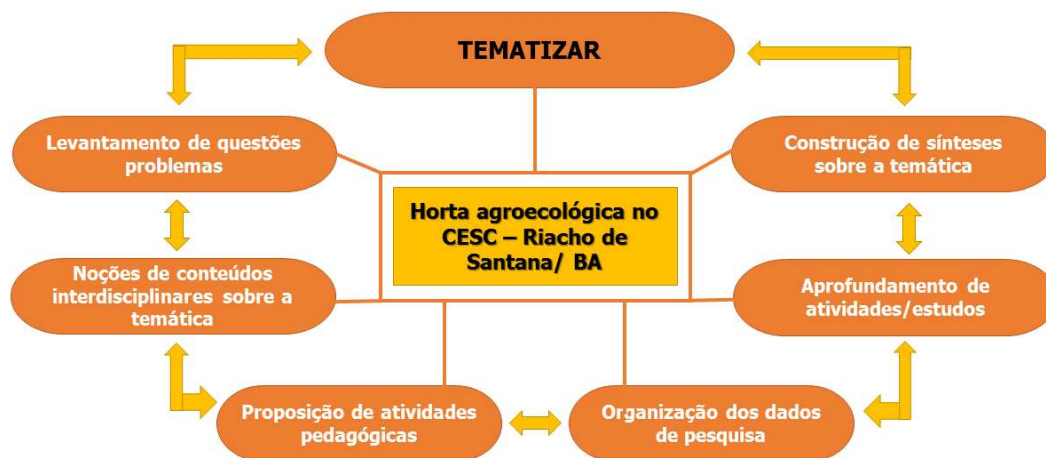 TEMATIZAR
Levantamento de questões
problemas
Construção de sínteses
sobre a temática
Horta agroecológica no
CESC – Riacho de
Santana/ BA
Noções de conteúdos
interdisciplinares sobre a
temática
Aprofundamento de
atividades/estudos
Proposição de atividades
pedagógicas
Organização dos dados
de pesquisa